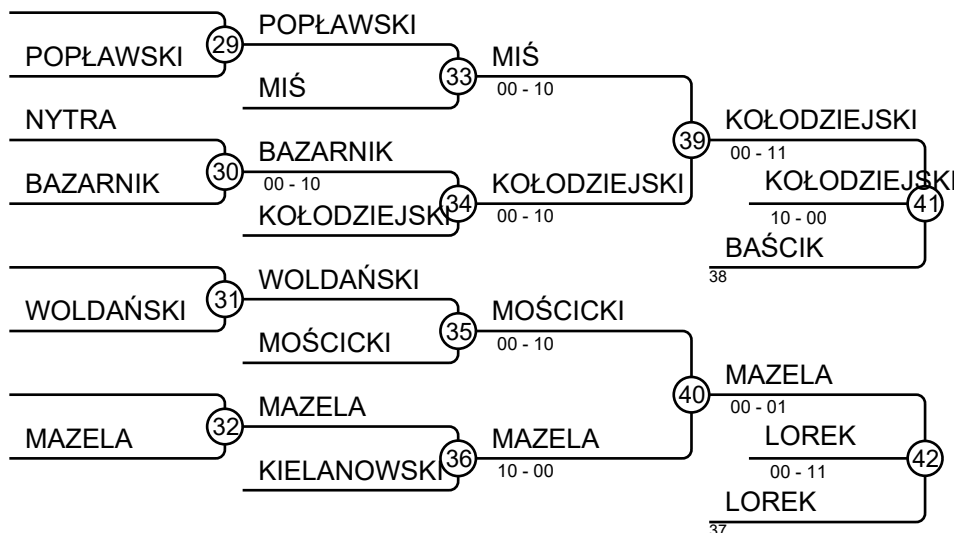 POPŁAWSKI
29
POPŁAWSKI
MIŚ
33
MIŚ
00 - 10
NYTRA
BAZARNIK
30
BAZARNIK
00 - 10
KOŁODZIEJSKI
34
KOŁODZIEJSKI
00 - 10
39
KOŁODZIEJSKI
00 - 11
KOŁODZIEJSKI
10 - 00
41
BAŚCIK
38
WOLDAŃSKI
31
WOLDAŃSKI
MOŚCICKI
35
MOŚCICKI
00 - 10
MAZELA
32
MAZELA
KIELANOWSKI
36
MAZELA
10 - 00
40
MAZELA
00 - 01
LOREK
00 - 11
42
LOREK
37